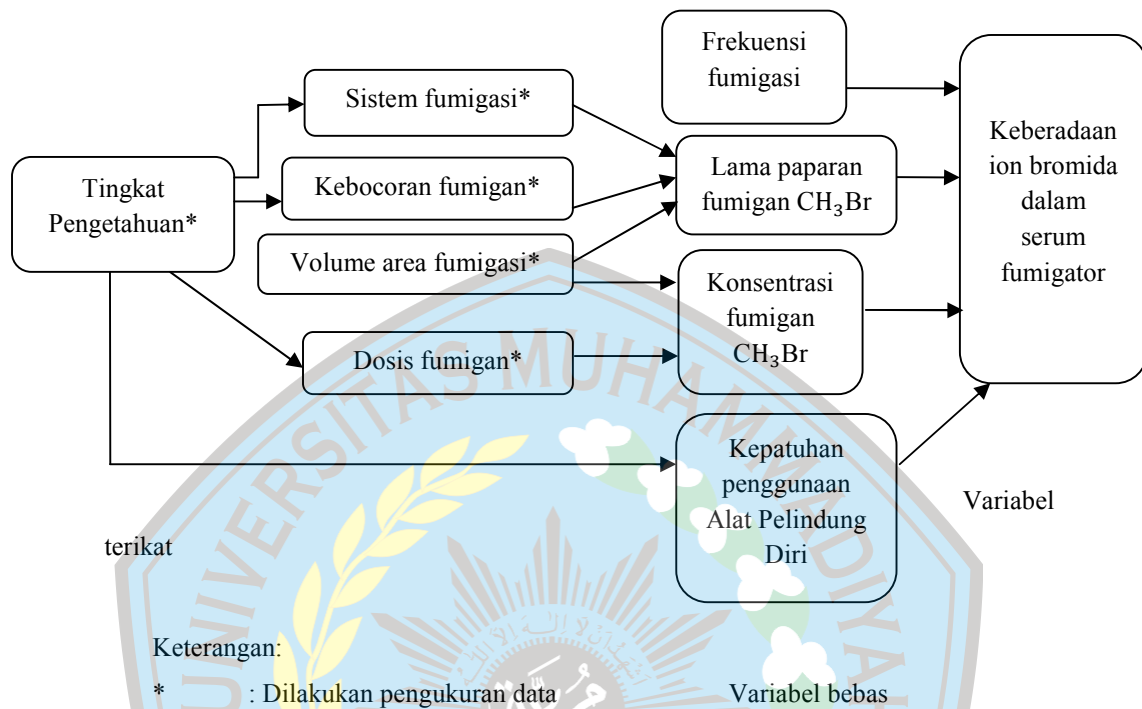 Frekuensi
fumigasi
Sistem fumigasi*
Keberadaan
ion bromida
dalam
serum
fumigator
Tingkat
Pengetahuan*
Kebocoran fumigan*
Lama paparan
fumigan CH₃Br
Volume area fumigasi*
Konsentrasi
fumigan
CH₃Br
Dosis fumigan*
Kepatuhan
penggunaan
Alat Pelindung
Diri
Variabel
terikat
Keterangan:
* : Dilakukan pengukuran data
Variabel bebas
UNIVERSITAS MUHAMMADIYAH